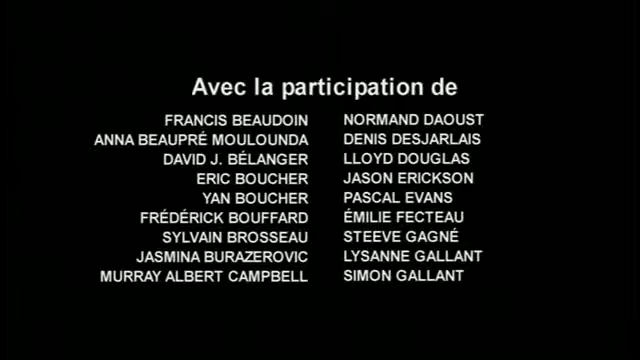 Avec la participation de
FRANCIS BEAUDOIN NORMAND DAOUST
ANNA BEAUPRÉ MOULOUNDA DENIS DESJARLAIS
DAVID J. BÉLANGER LLOYD DOUGLAS
ERIC BOUCHER JASON ERICKSON
YAN BOUCHER PASCAL EVANS
FRÉDÉRICK BOUFFARD ÉMILIE FECTEAU
SYLVAIN BROSSEAU STEEVE GAGNÉ
JASMINA BURAZEROVIC LYSANNE GALLANT
MURRAY ALBERT CAMPBELL SIMON GALLANT